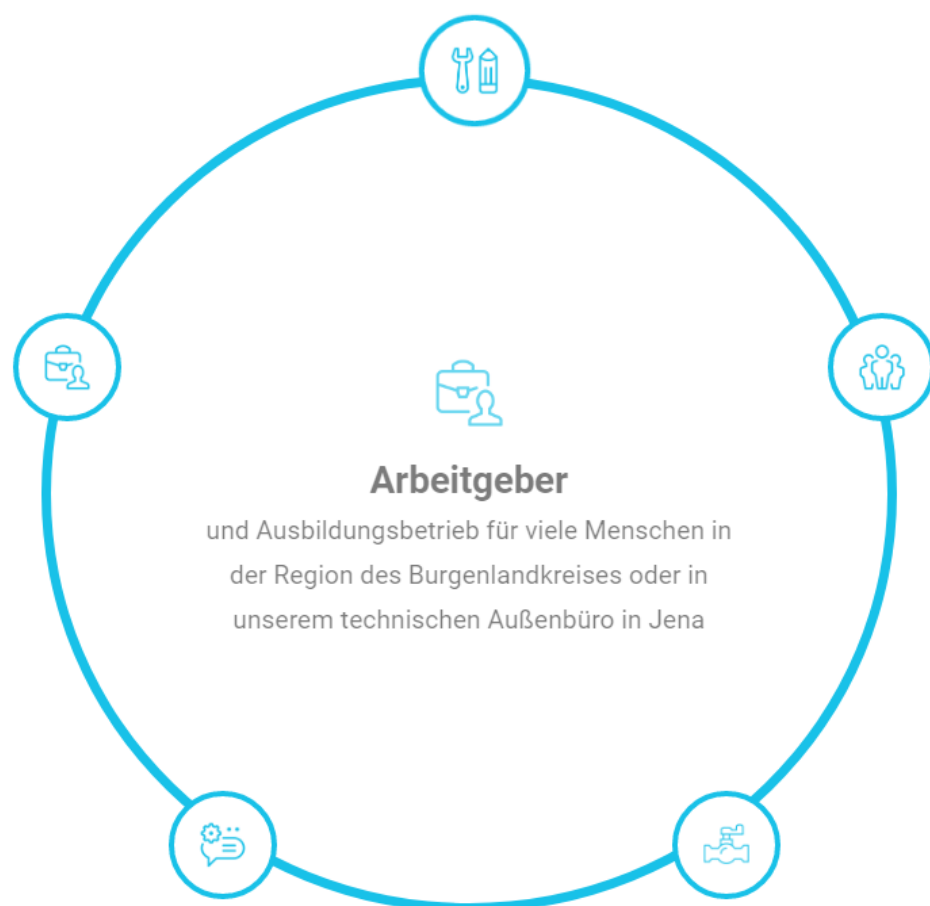 Arbeitgeber
und Ausbildungsbetrieb für viele Menschen in
der Region des Burgenlandkreises oder in
unserem technischen Außenbüro in Jena